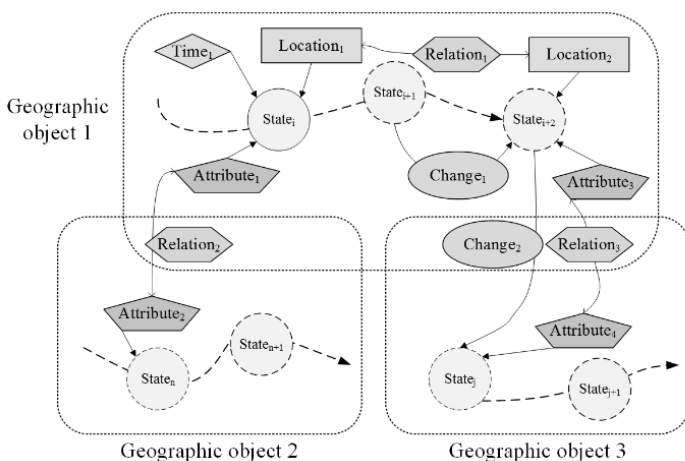 Time₁
Location₁
Relation₁
Location₂
Geographic
object 1
Stateᵢ
Stateᵢ₊₁
Stateᵢ₊₂
Attribute₁
Change₁
Attribute₃
Relation₂
Change₂
Relation₃
Attribute₂
Attribute₄
Stateₙ
Stateₙ₊₁
Stateⱼ
Stateⱼ₊₁
Geographic object 2
Geographic object 3